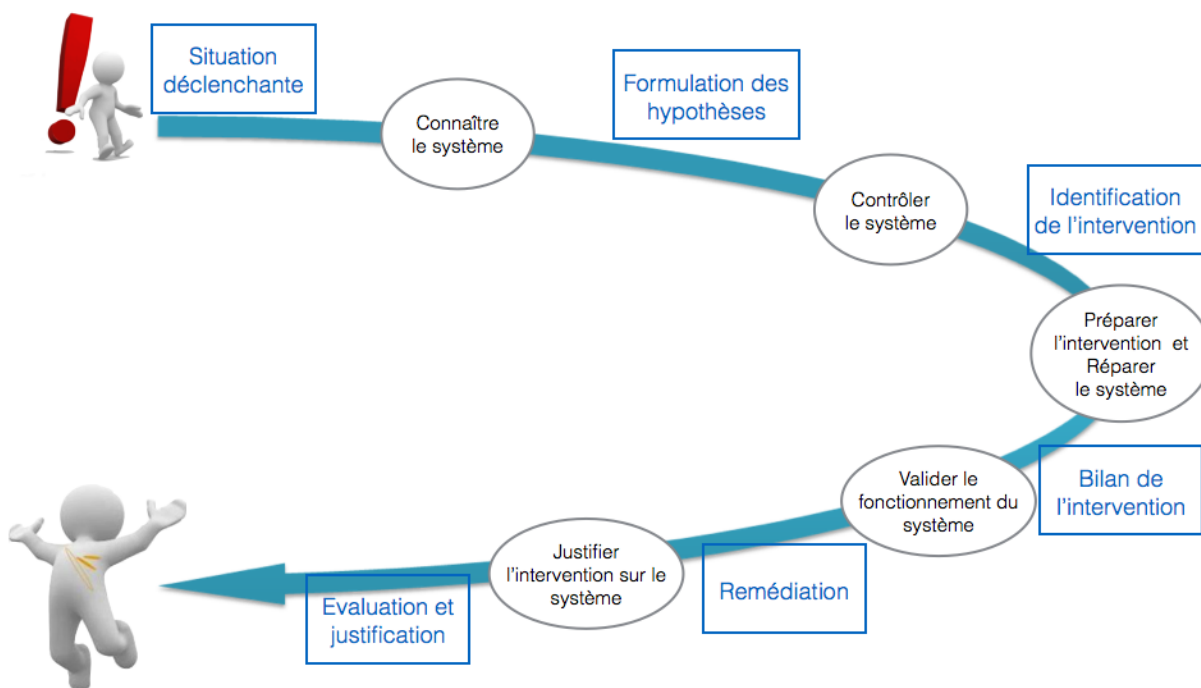 Situation
déclenchante
Connaître
le système
Formulation des
hypothèses
Contrôler
le système
Identification
de l'intervention
Préparer
l'intervention et
Réparer
le système
Bilan de
l'intervention
Valider le
fonctionnement du
système
Remédiation
Justifier
l'intervention sur le
système
Evaluation et
justification